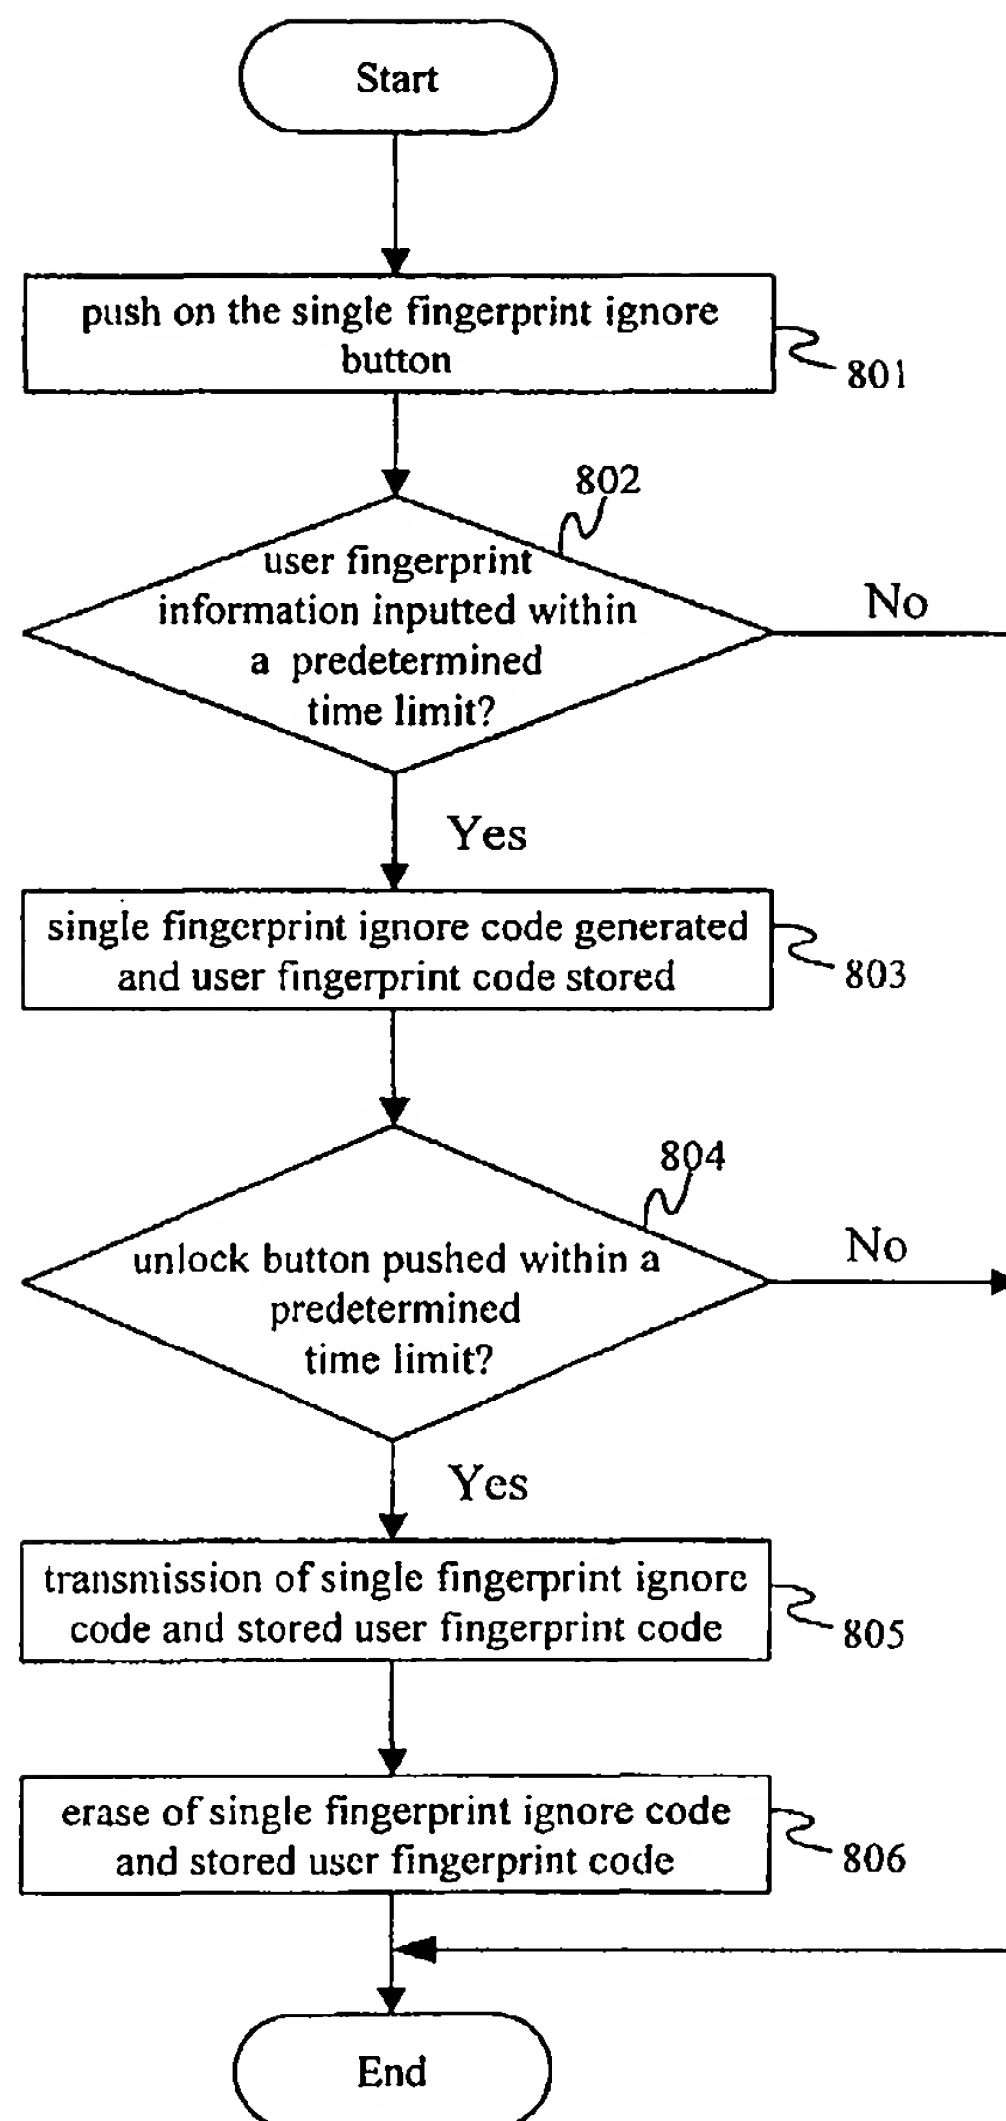 Start
push on the single fingerprint ignore
button
801
802
user fingerprint
information inputted within
a predetermined
time limit?
No
Yes
single fingerprint ignore code generated
and user fingerprint code stored
803
804
unlock button pushed within a
predetermined
time limit?
No
Yes
transmission of single fingerprint ignore
code and stored user fingerprint code
805
erase of single fingerprint ignore code
and stored user fingerprint code
806
End